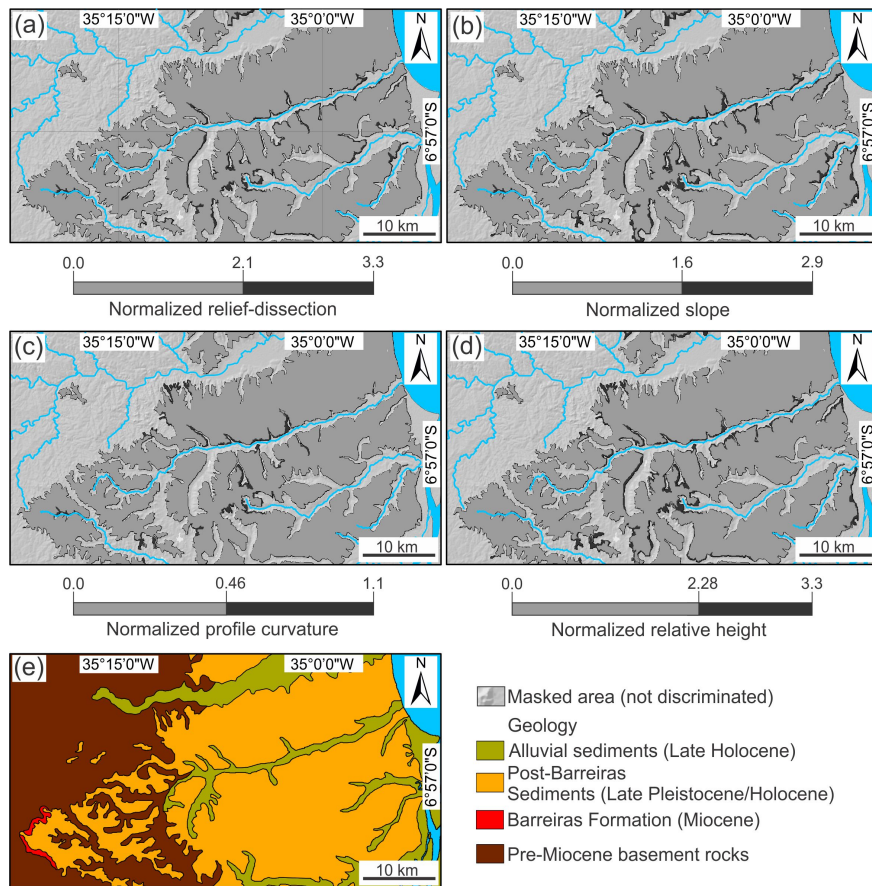 (a)
35°15'0"W
35°0'0"W
N
6°57'0"S
10 km
0.0
2.1
3.3
Normalized relief-dissection
(b)
35°15'0"W
35°0'0"W
N
6°57'0"S
10 km
0.0
1.6
2.9
Normalized slope
(c)
35°15'0"W
35°0'0"W
N
6°57'0"S
10 km
0.0
0.46
1.1
Normalized profile curvature
(d)
35°15'0"W
35°0'0"W
N
6°57'0"S
10 km
0.0
2.28
3.3
Normalized relative height
(e)
35°15'0"W
35°0'0"W
N
6°57'0"S
10 km
Masked area (not discriminated)
Geology
Alluvial sediments (Late Holocene)
Post-Barreiras
Sediments (Late Pleistocene/Holocene)
Barreiras Formation (Miocene)
Pre-Miocene basement rocks